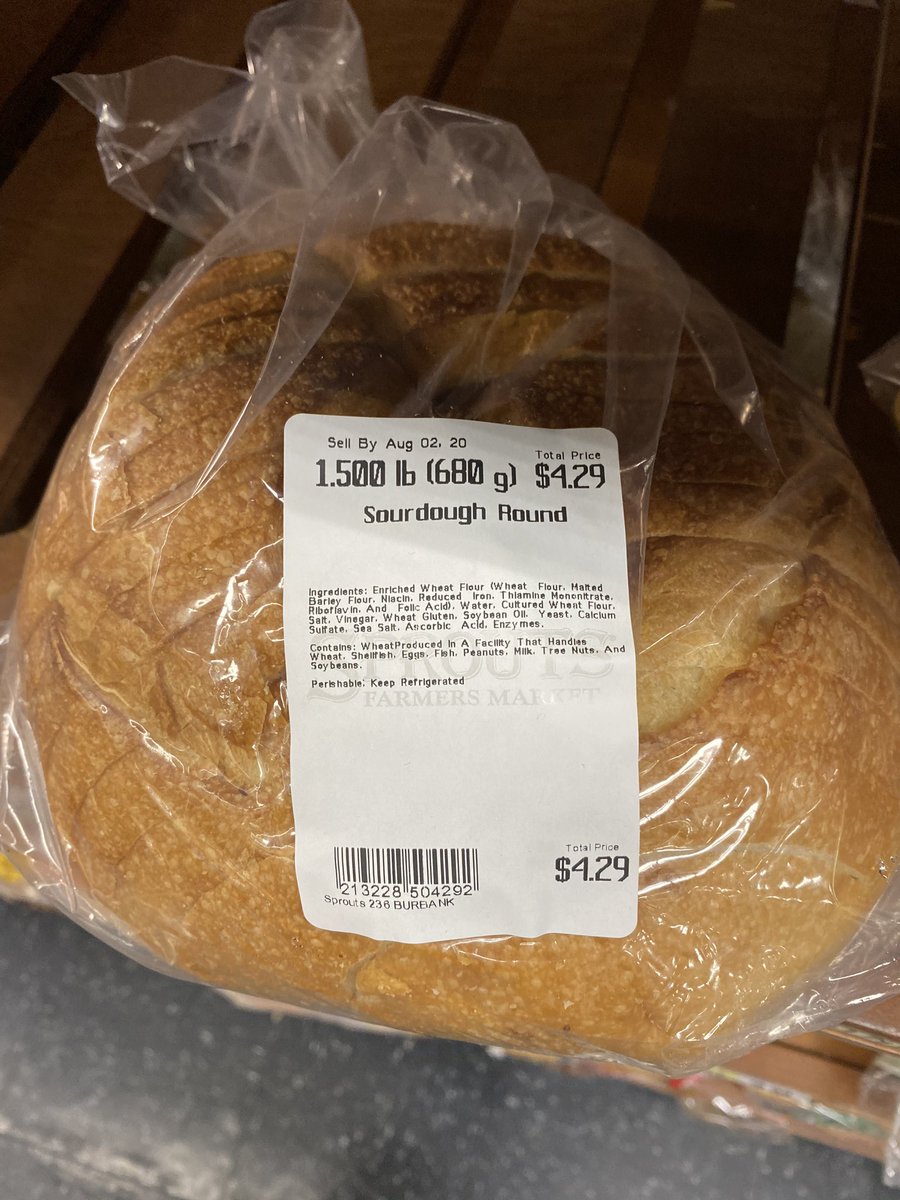 Sell By Aug 02, 20
Total Price
1.500 lb (680 g) $4.29
Sourdough Round
Ingredients: Enriched Wheat Flour (Wheat Flour, Malted
Barley Flour, Niacin, Reduced Iron, Thiamine Mononitrate,
Riboflavin, And Folic Acid), Water, Cultured Wheat Flour,
Salt, Vinegar, Wheat Gluten, Soybean Oil, Yeast, Calcium
Sulfate, Sea Salt, Ascorbic Acid, Enzymes.
Contains: WheatProduced In A Facility That Handles
Wheat, Shellfish, Eggs, Fish, Peanuts, Milk, Tree Nuts, And
Soybeans.
SPROUTS
Perishable: Keep Refrigerated
FARMERS MARKET
Total Price
$4.29
213228 504292
Sprouts 236 BURBANK